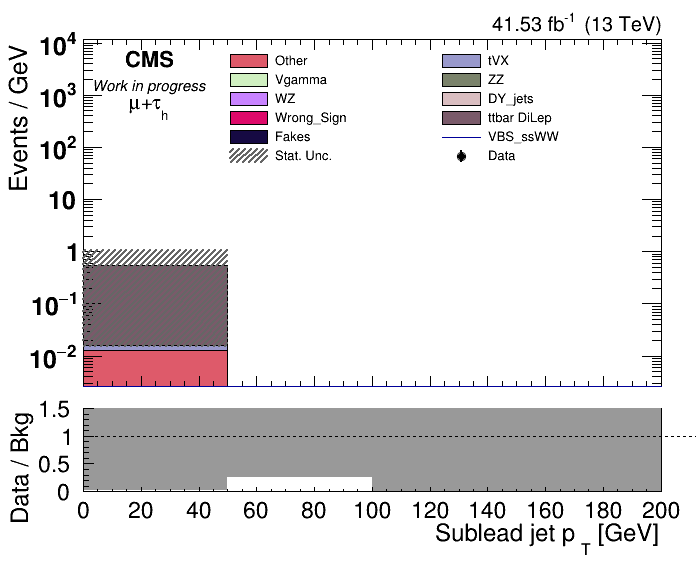 41.53 fb⁻¹ (13 TeV)
Events / GeV
10⁴
10³
10²
10
1
10⁻¹
10⁻²
CMS
Work in progress
μ+τ_h
Other
Vgamma
WZ
Wrong_Sign
Fakes
Stat. Unc.
tVX
ZZ
DY_jets
ttbar DiLep
VBS_ssWW
Data
Data / Bkg
1.5
1
0.5
0
0 20 40 60 80 100 120 140 160 180 200
Sublead jet p_T [GeV]